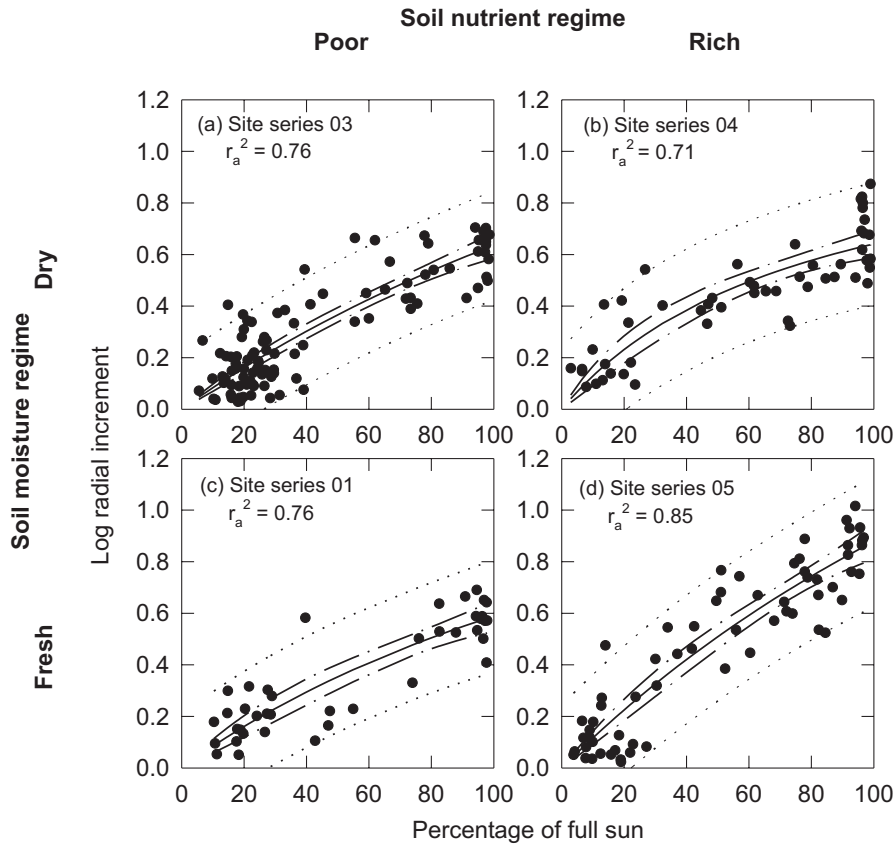 Soil nutrient regime
Poor Rich
Soil moisture regime
Dry
Fresh
Log radial increment
1.2
1.0
0.8
0.6
0.4
0.2
0.0
(a) Site series 03
r_a^2 = 0.76
0 20 40 60 80 100
1.2
1.0
0.8
0.6
0.4
0.2
0.0
(b) Site series 04
r_a^2 = 0.71
0 20 40 60 80 100
1.2
1.0
0.8
0.6
0.4
0.2
0.0
(c) Site series 01
r_a^2 = 0.76
0 20 40 60 80 100
1.2
1.0
0.8
0.6
0.4
0.2
0.0
(d) Site series 05
r_a^2 = 0.85
0 20 40 60 80 100
Percentage of full sun